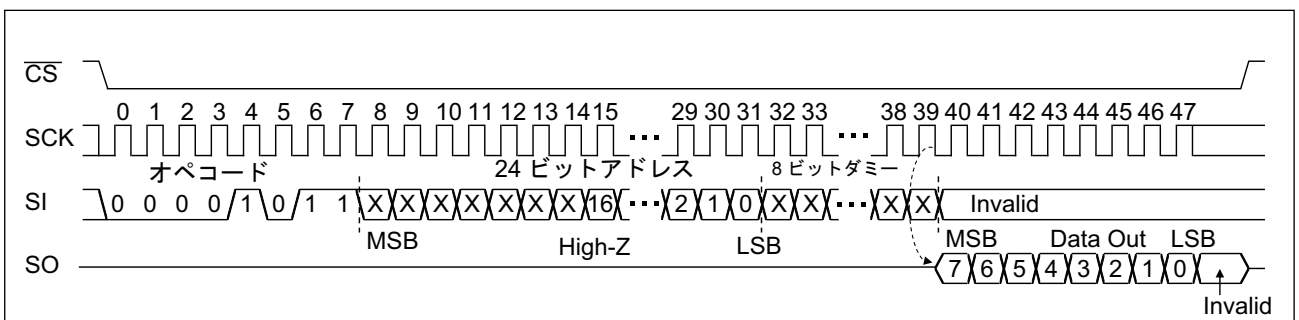 CS
0 1 2 3 4 5 6 7 8 9 10 11 12 13 14 15 29 30 31 32 33 38 39 40 41 42 43 44 45 46 47
SCK
オペコード 24 ビットアドレス 8 ビットダミー
SI 0 0 0 0 1 0 1 1 X X X X X X X 16 2 1 0 X X X X Invalid
MSB High-Z LSB MSB Data Out LSB
SO 7 6 5 4 3 2 1 0
Invalid